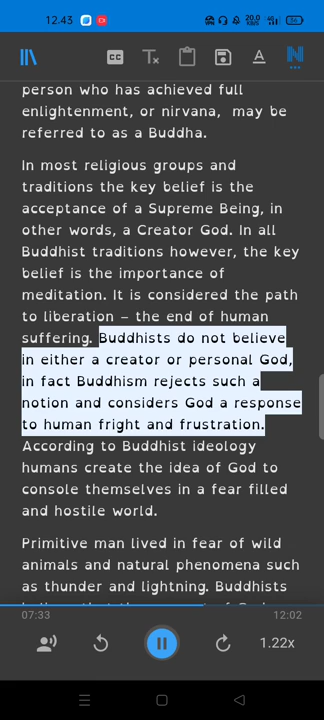 12.43
20.0
KB/S
4G
56
CC
T
A
N
person who has achieved full
enlightenment, or nirvana, may be
referred to as a Buddha.
In most religious groups and
traditions the key belief is the
acceptance of a Supreme Being, in
other words, a Creator God. In all
Buddhist traditions however, the key
belief is the importance of
meditation. It is considered the path
to liberation – the end of human
suffering. Buddhists do not believe
in either a creator or personal God,
in fact Buddhism rejects such a
notion and considers God a response
to human fright and frustration.
According to Buddhist ideology
humans create the idea of God to
console themselves in a fear filled
and hostile world.
Primitive man lived in fear of wild
animals and natural phenomena such
as thunder and lightning. Buddhists
07:33
12:02
1.22x